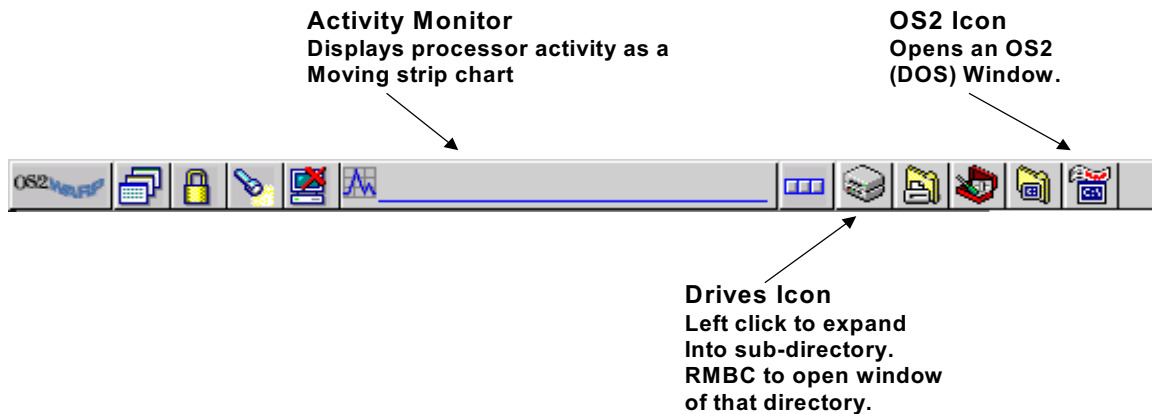 Activity Monitor
Displays processor activity as a
Moving strip chart
OS2 Icon
Opens an OS2
(DOS) Window.
OS2 WARP
Drives Icon
Left click to expand
Into sub-directory.
RMBC to open window
of that directory.